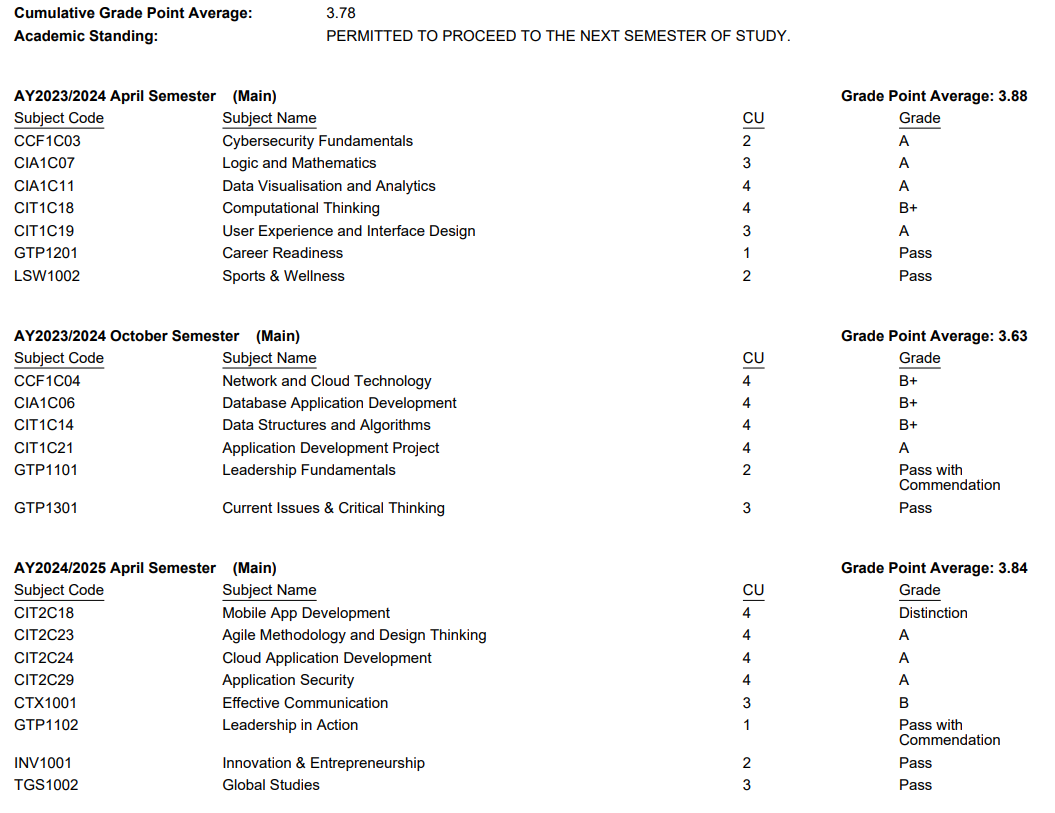 Cumulative Grade Point Average: 3.78
Academic Standing: PERMITTED TO PROCEED TO THE NEXT SEMESTER OF STUDY.
AY2023/2024 April Semester (Main) Grade Point Average: 3.88
Subject Code Subject Name CU Grade
CCF1C03 Cybersecurity Fundamentals 2 A
CIA1C07 Logic and Mathematics 3 A
CIA1C11 Data Visualisation and Analytics 4 A
CIT1C18 Computational Thinking 4 B+
CIT1C19 User Experience and Interface Design 3 A
GTP1201 Career Readiness 1 Pass
LSW1002 Sports & Wellness 2 Pass
AY2023/2024 October Semester (Main) Grade Point Average: 3.63
Subject Code Subject Name CU Grade
CCF1C04 Network and Cloud Technology 4 B+
CIA1C06 Database Application Development 4 B+
CIT1C14 Data Structures and Algorithms 4 B+
CIT1C21 Application Development Project 4 A
GTP1101 Leadership Fundamentals 2 Pass with
Commendation
GTP1301 Current Issues & Critical Thinking 3 Pass
AY2024/2025 April Semester (Main) Grade Point Average: 3.84
Subject Code Subject Name CU Grade
CIT2C18 Mobile App Development 4 Distinction
CIT2C23 Agile Methodology and Design Thinking 4 A
CIT2C24 Cloud Application Development 4 A
CIT2C29 Application Security 4 A
CTX1001 Effective Communication 3 B
GTP1102 Leadership in Action 1 Pass with
Commendation
INV1001 Innovation & Entrepreneurship 2 Pass
TGS1002 Global Studies 3 Pass